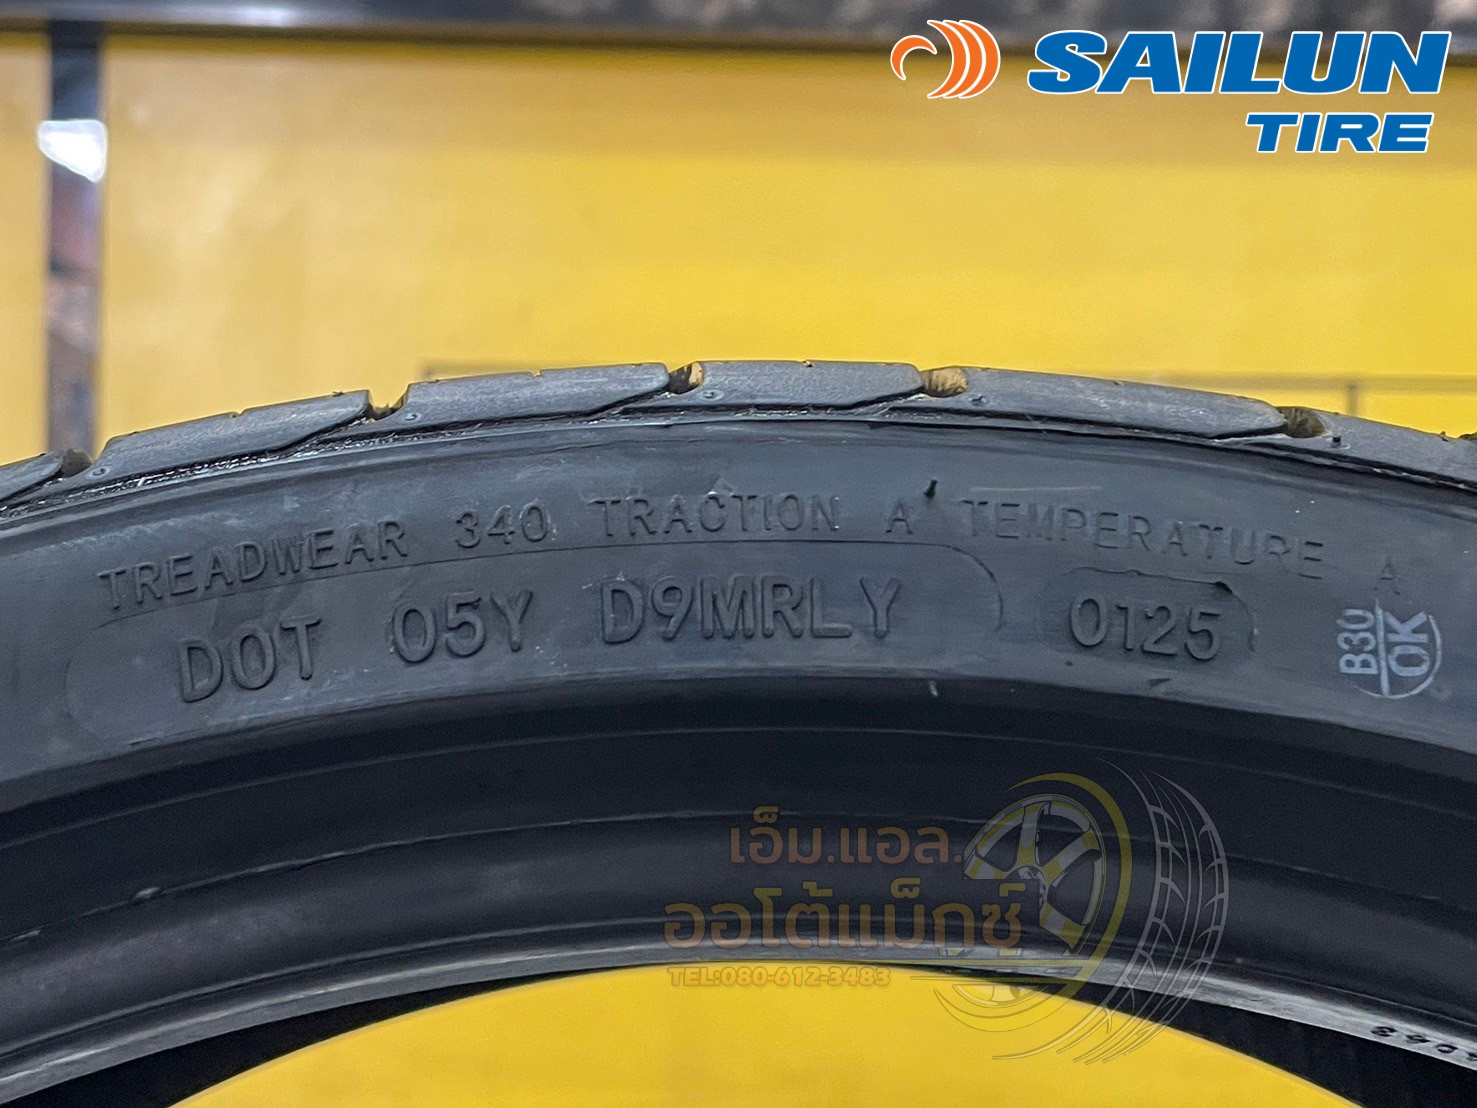 SAILUN
TIRE
TREADWEAR 340 TRACTION A TEMPERATURE A
DOT 05Y D9MRLY 0125
B30
OK
เอ็ม.แอล.
ออโต้แม็กซ์
TEL:080-612-3483